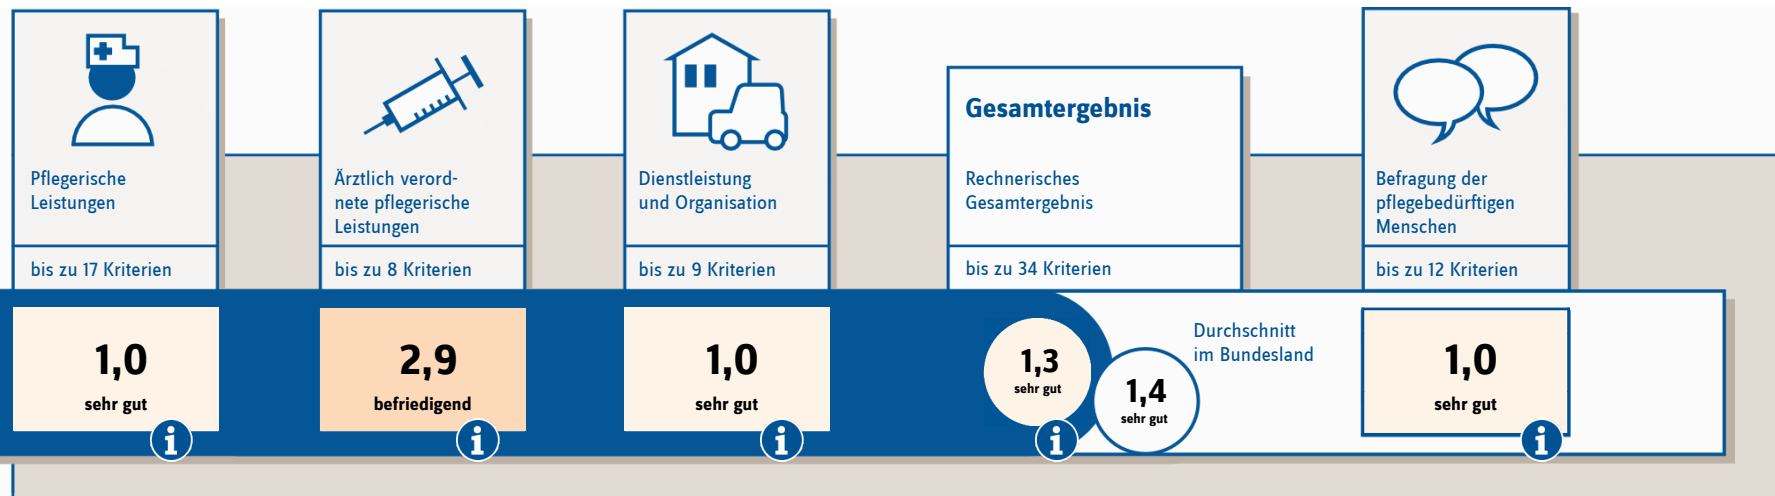 Pflegerische
Leistungen
bis zu 17 Kriterien
1,0
sehr gut
i
Ärztlich verord-
nete pflegerische
Leistungen
bis zu 8 Kriterien
2,9
befriedigend
i
Dienstleistung
und Organisation
bis zu 9 Kriterien
1,0
sehr gut
i
Gesamtergebnis
Rechnerisches
Gesamtergebnis
bis zu 34 Kriterien
1,3
sehr gut
i
Durchschnitt
im Bundesland
1,4
sehr gut
Befragung der
pflegebedürftigen
Menschen
bis zu 12 Kriterien
1,0
sehr gut
i